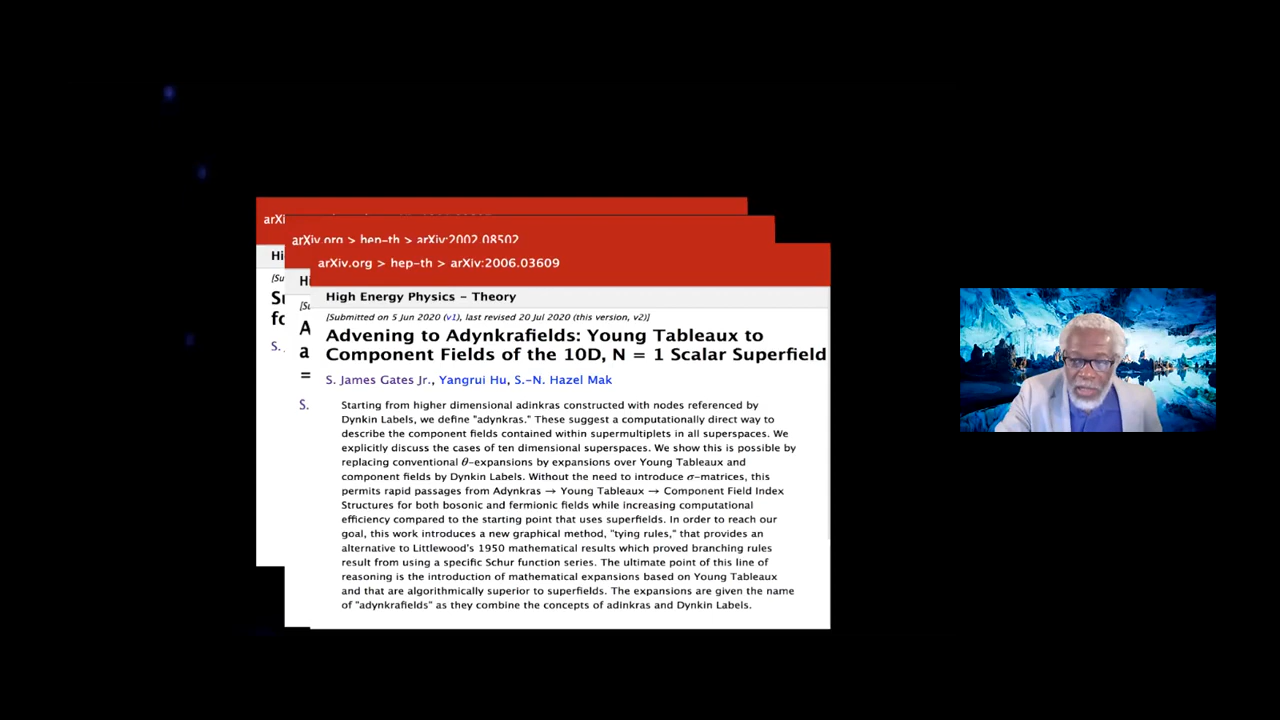 arXi
arXiv.org > hep-th > arXiv:2002.08502
arXiv.org > hep-th > arXiv:2006.03609
Hi
Hi
High Energy Physics – Theory
[Su
[Su
[Submitted on 5 Jun 2020 (v1), last revised 20 Jul 2020 (this version, v2)]
Su
fo
A
a
=
Advening to Adynkrafields: Young Tableaux to
Component Fields of the 10D, N = 1 Scalar Superfield
S.
S.
S. James Gates Jr., Yangrui Hu, S.-N. Hazel Mak
Starting from higher dimensional adinkras constructed with nodes referenced by
Dynkin Labels, we define "adynkras." These suggest a computationally direct way to
describe the component fields contained within supermultiplets in all superspaces. We
explicitly discuss the cases of ten dimensional superspaces. We show this is possible by
replacing conventional θ-expansions by expansions over Young Tableaux and
component fields by Dynkin Labels. Without the need to introduce σ-matrices, this
permits rapid passages from Adynkras → Young Tableaux → Component Field Index
Structures for both bosonic and fermionic fields while increasing computational
efficiency compared to the starting point that uses superfields. In order to reach our
goal, this work introduces a new graphical method, "tying rules," that provides an
alternative to Littlewood's 1950 mathematical results which proved branching rules
result from using a specific Schur function series. The ultimate point of this line of
reasoning is the introduction of mathematical expansions based on Young Tableaux
and that are algorithmically superior to superfields. The expansions are given the name
of "adynkrafields" as they combine the concepts of adinkras and Dynkin Labels.